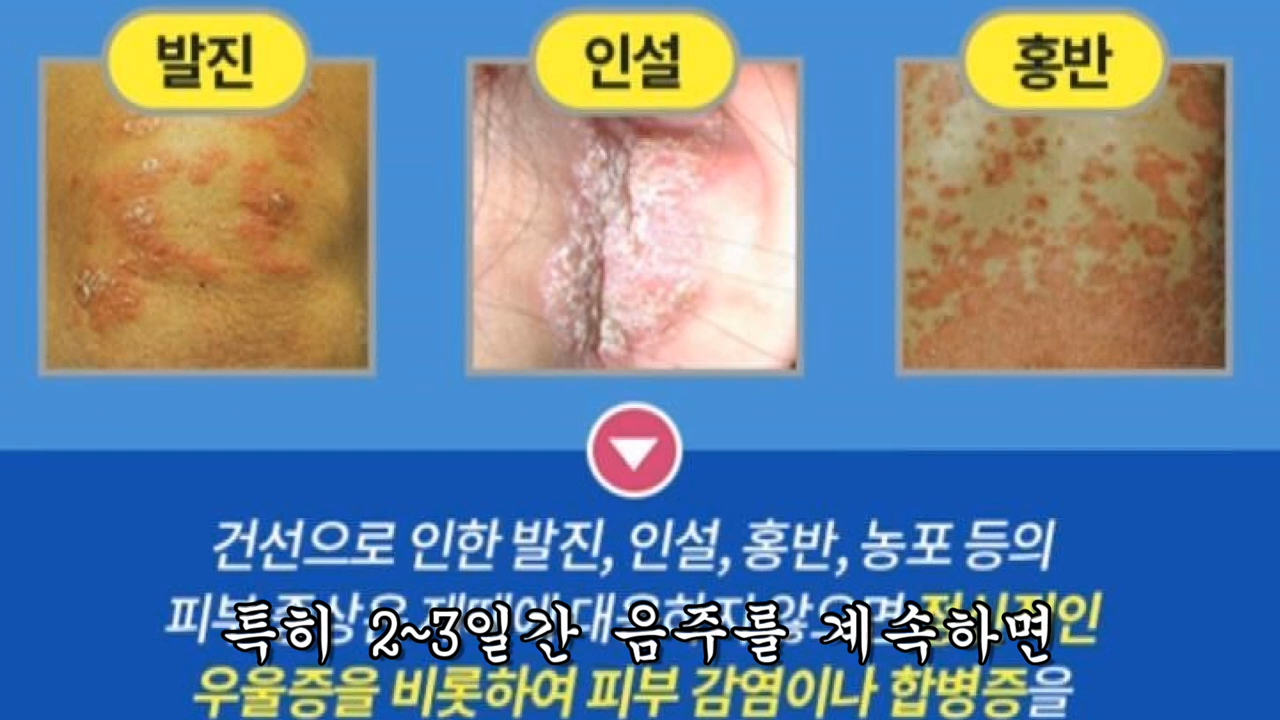 발진
인설
홍반
건선으로 인한 발진, 인설, 홍반, 농포 등의
특히 2~3일간 음주를 계속하면
우울증을 비롯하여 피부 감염이나 합병증을